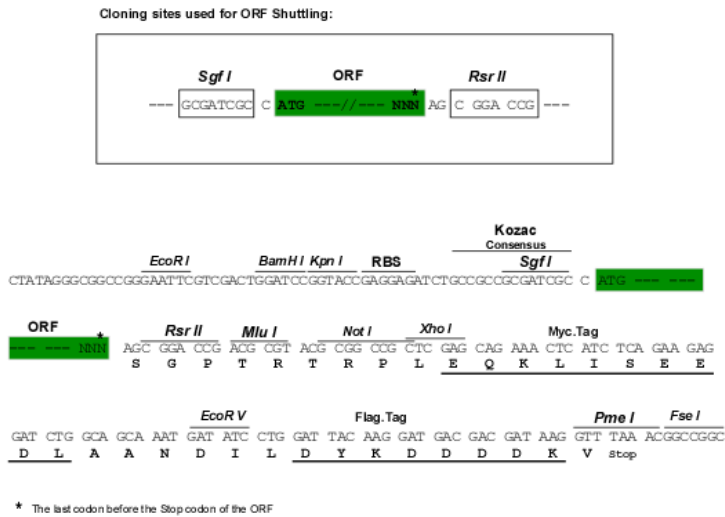 Cloning sites used for ORF Shuttling:
Sgf I ORF Rsr II
*
--- GCGATCGC C ATG ---//--- NNN AG C GGA CCG ---
Kozac
Consensus
EcoR I BamH I Kpn I RBS Sgf I
CTATAGGGCGGCCGGGAATTCGTCGACTGGATCCGGTACCGAGGAGATCTGCCGCCGCGATCGC C ATG --- ---
ORF
* Rsr II Mlu I Not I Xho I Myc.Tag
--- --- NNN AGC GGA CCG ACG CGT ACG CGG CCG CTC GAG CAG AAA CTC ATC TCA GAA GAG
S G P T R T R P L E Q K L I S E E
EcoR V Flag.Tag Pme I Fse I
GAT CTG GCA GCA AAT GAT ATC CTG GAT TAC AAG GAT GAC GAC GAT AAG GTT TAA ACGGCCGGC
D L A A N D I L D Y K D D D D K V Stop
* The last codon before the Stop codon of the ORF